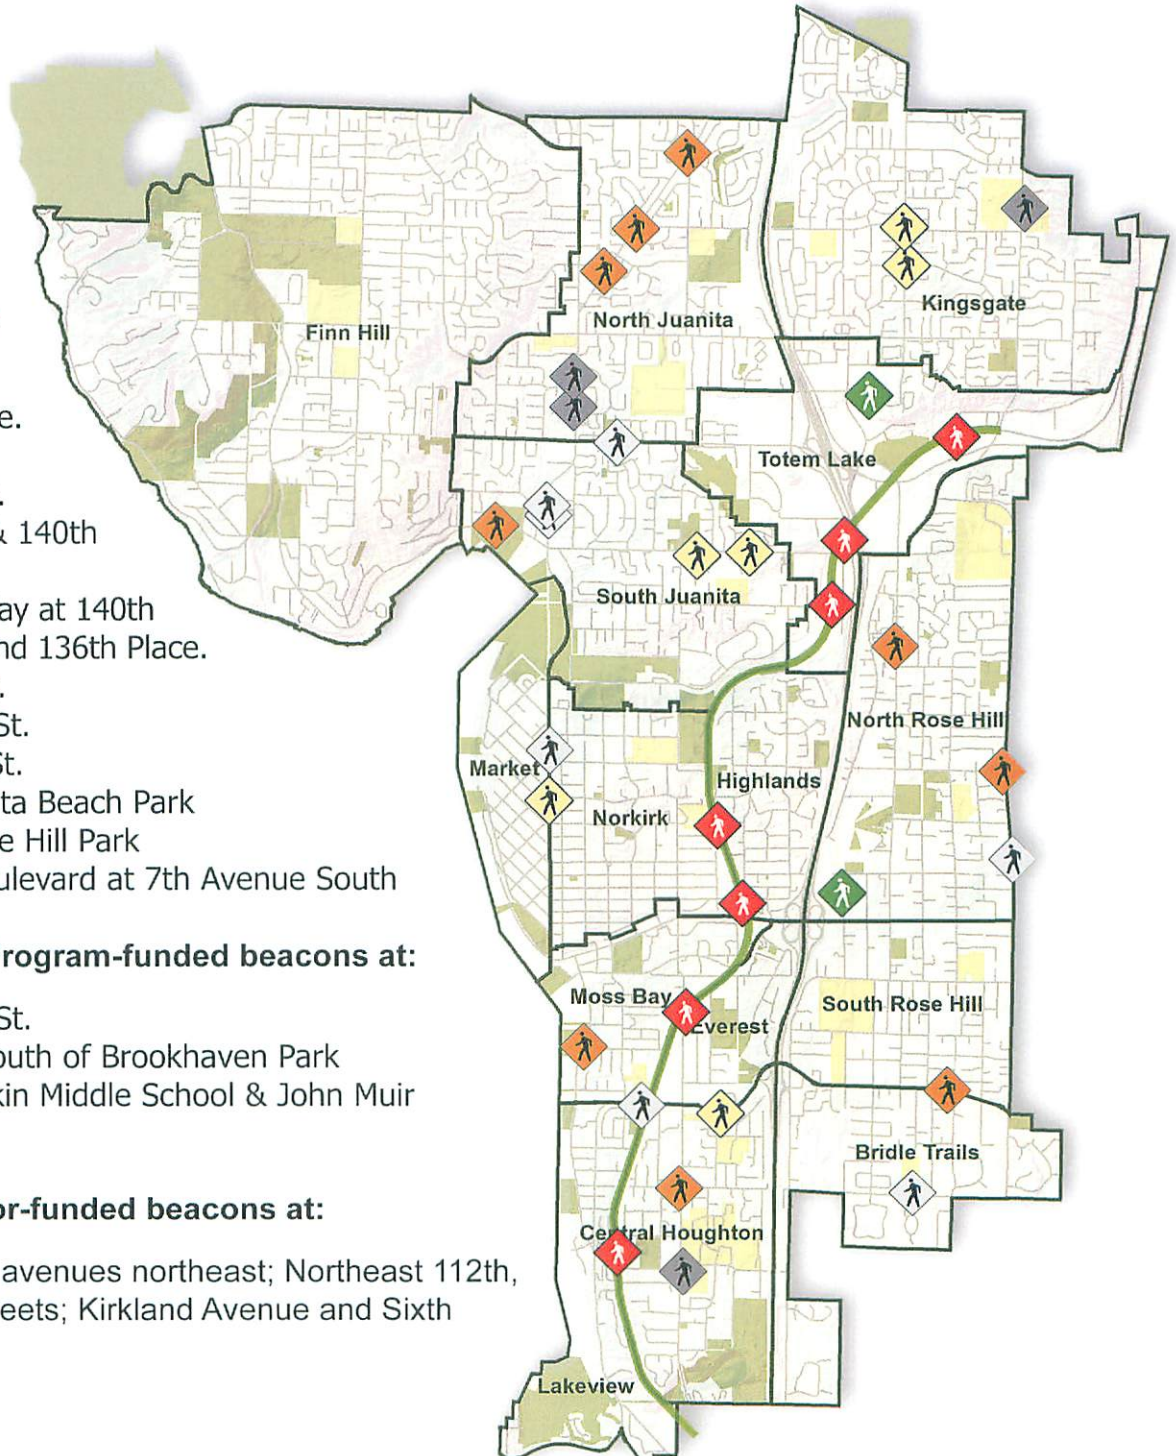 e.
& 140th
ay at 140th
nd 136th Place.
St.
St.
ta Beach Park
e Hill Park
ulevard at 7th Avenue South
rogram-funded beacons at:
St.
outh of Brookhaven Park
kin Middle School & John Muir
or-funded beacons at:
avenues northeast; Northeast 112th,
eets; Kirkland Avenue and Sixth
Finn Hill
North Juanita
Kingsgate
Totem Lake
South Juanita
North Rose Hill
Market
Highlands
Norkirk
Moss Bay
Everest
South Rose Hill
Bridle Trails
Central Houghton
Lakeview